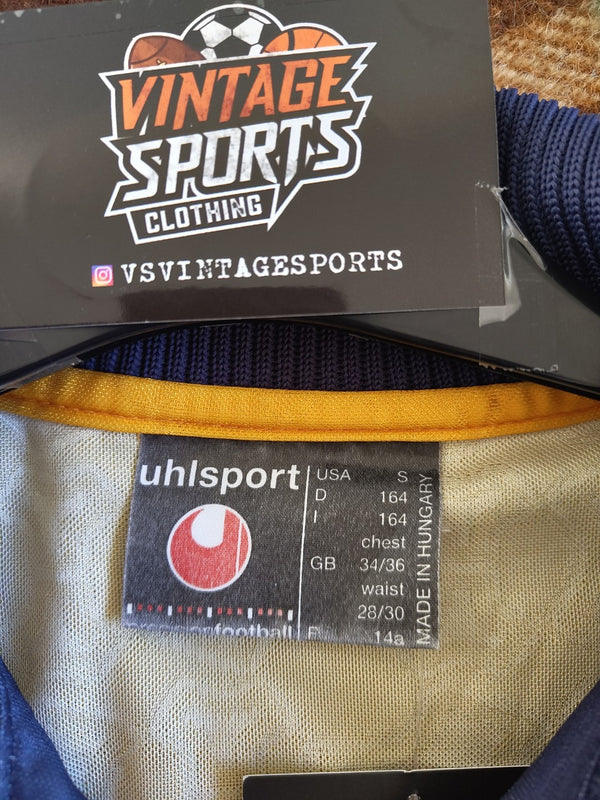 VINTAGE
SPORTS
CLOTHING
VSVINTAGESPORTS
uhlsport
USA S
D 164
I 164
chest
GB 34/36
waist
28/30
F 14a
football
MADE IN HUNGARY